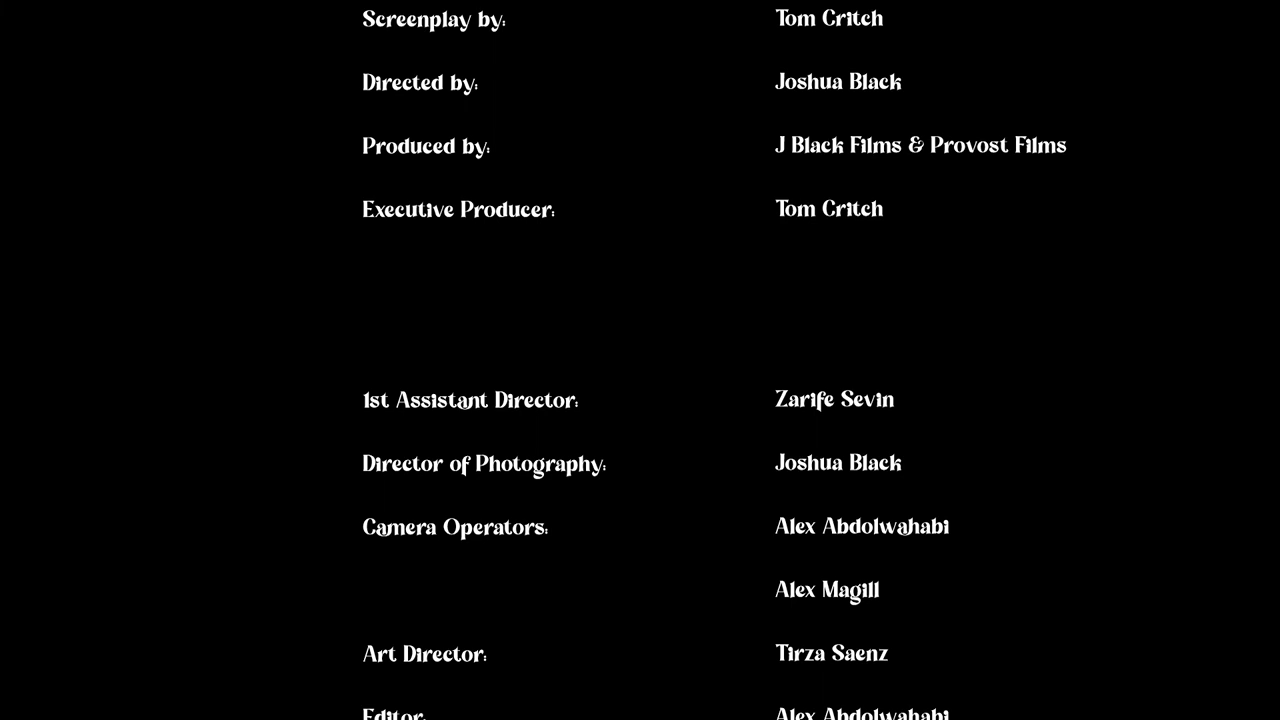 Screenplay by: Tom Critch
Directed by: Joshua Black
Produced by: J Black Films & Provost Films
Executive Producer: Tom Critch
1st Assistant Director: Zarife Sevin
Director of Photography: Joshua Black
Camera Operators: Alex Abdolwahabi
Alex Magill
Art Director: Tirza Saenz
Editor: Alex Abdolwahabi